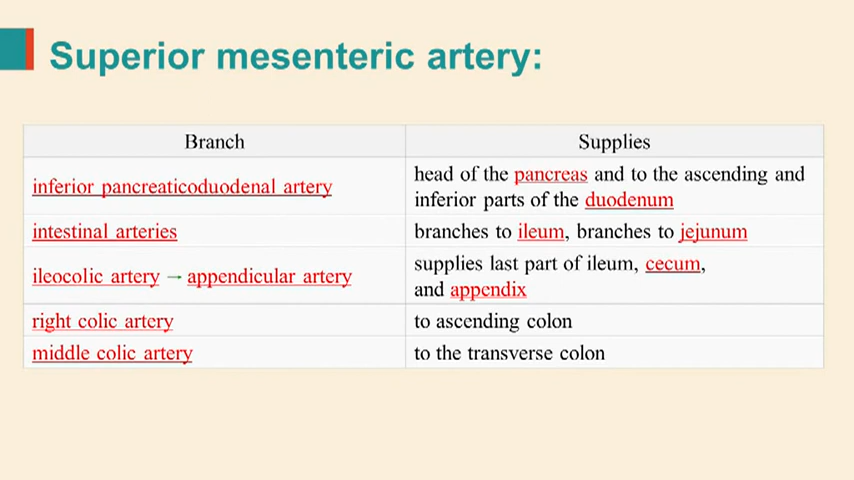 Superior mesenteric artery:
Branch Supplies
inferior pancreaticoduodenal artery head of the pancreas and to the ascending and
inferior parts of the duodenum
intestinal arteries branches to ileum, branches to jejunum
ileocolic artery → appendicular artery supplies last part of ileum, cecum,
and appendix
right colic artery to ascending colon
middle colic artery to the transverse colon